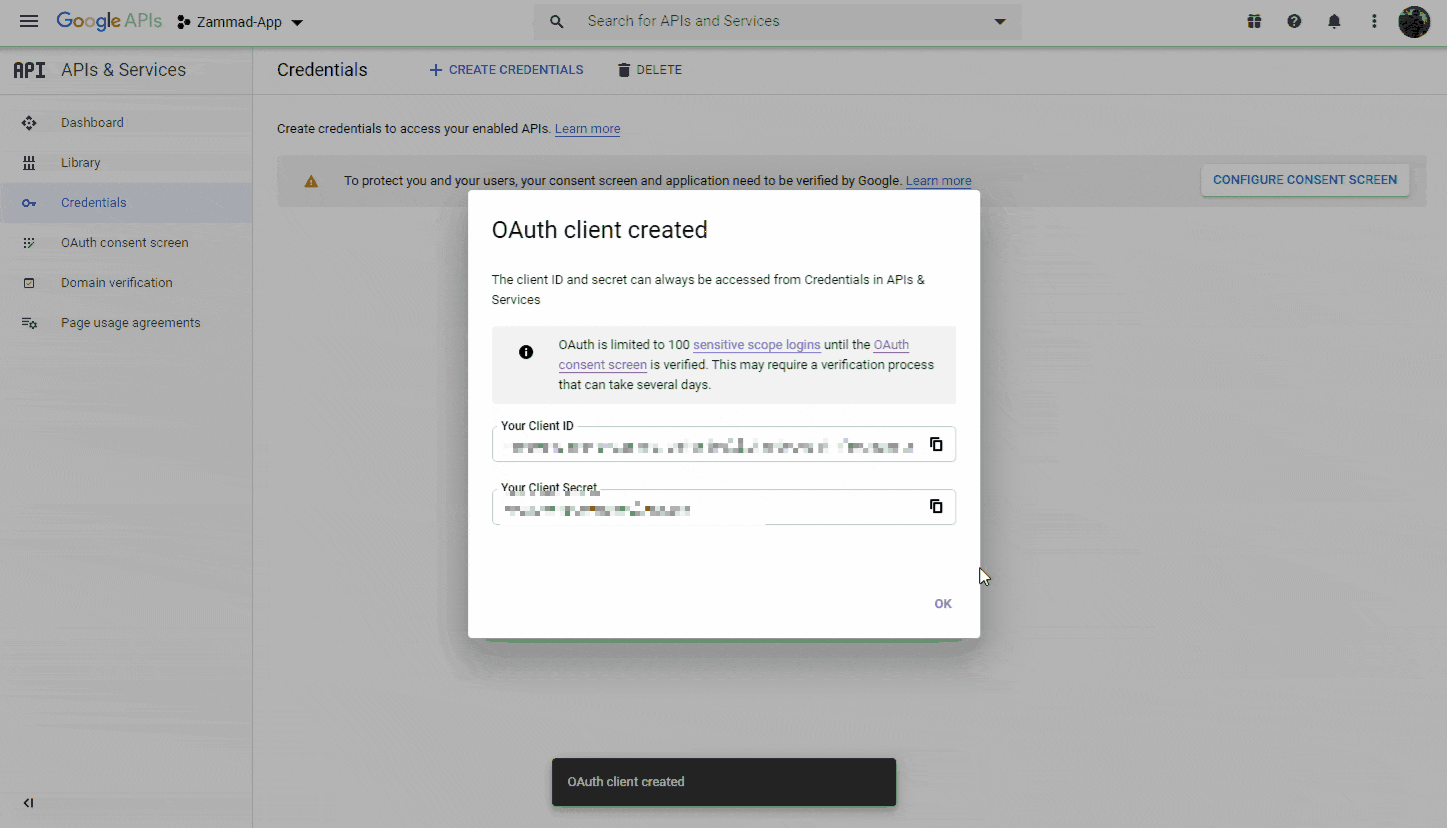 Google APIs
Zammad-App
Search for APIs and Services
API APIs & Services
Credentials
CREATE CREDENTIALS
DELETE
Dashboard
Library
Credentials
OAuth consent screen
Domain verification
Page usage agreements
Create credentials to access your enabled APIs. Learn more
To protect you and your users, your consent screen and application need to be verified by Google. Learn more
CONFIGURE CONSENT SCREEN
OAuth client created
The client ID and secret can always be accessed from Credentials in APIs &
Services
OAuth is limited to 100 sensitive scope logins until the OAuth
consent screen is verified. This may require a verification process
that can take several days.
Your Client ID
Your Client Secret
OK
OAuth client created